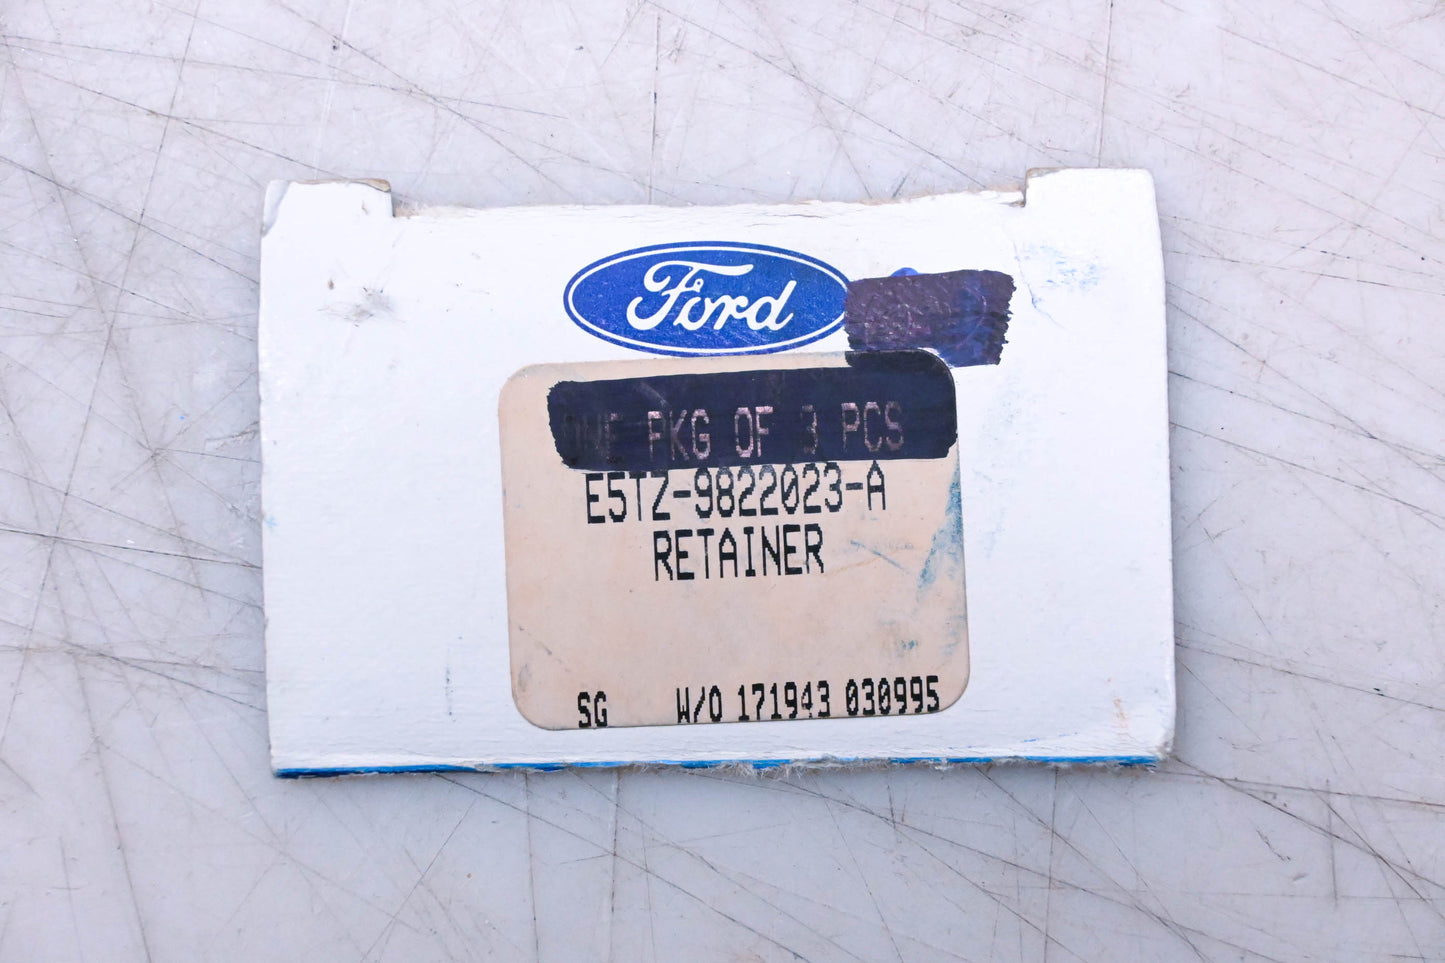 Ford
ONE PKG OF 3 PCS
E5TZ-9822023-A
RETAINER
SG W/O 171943 030995